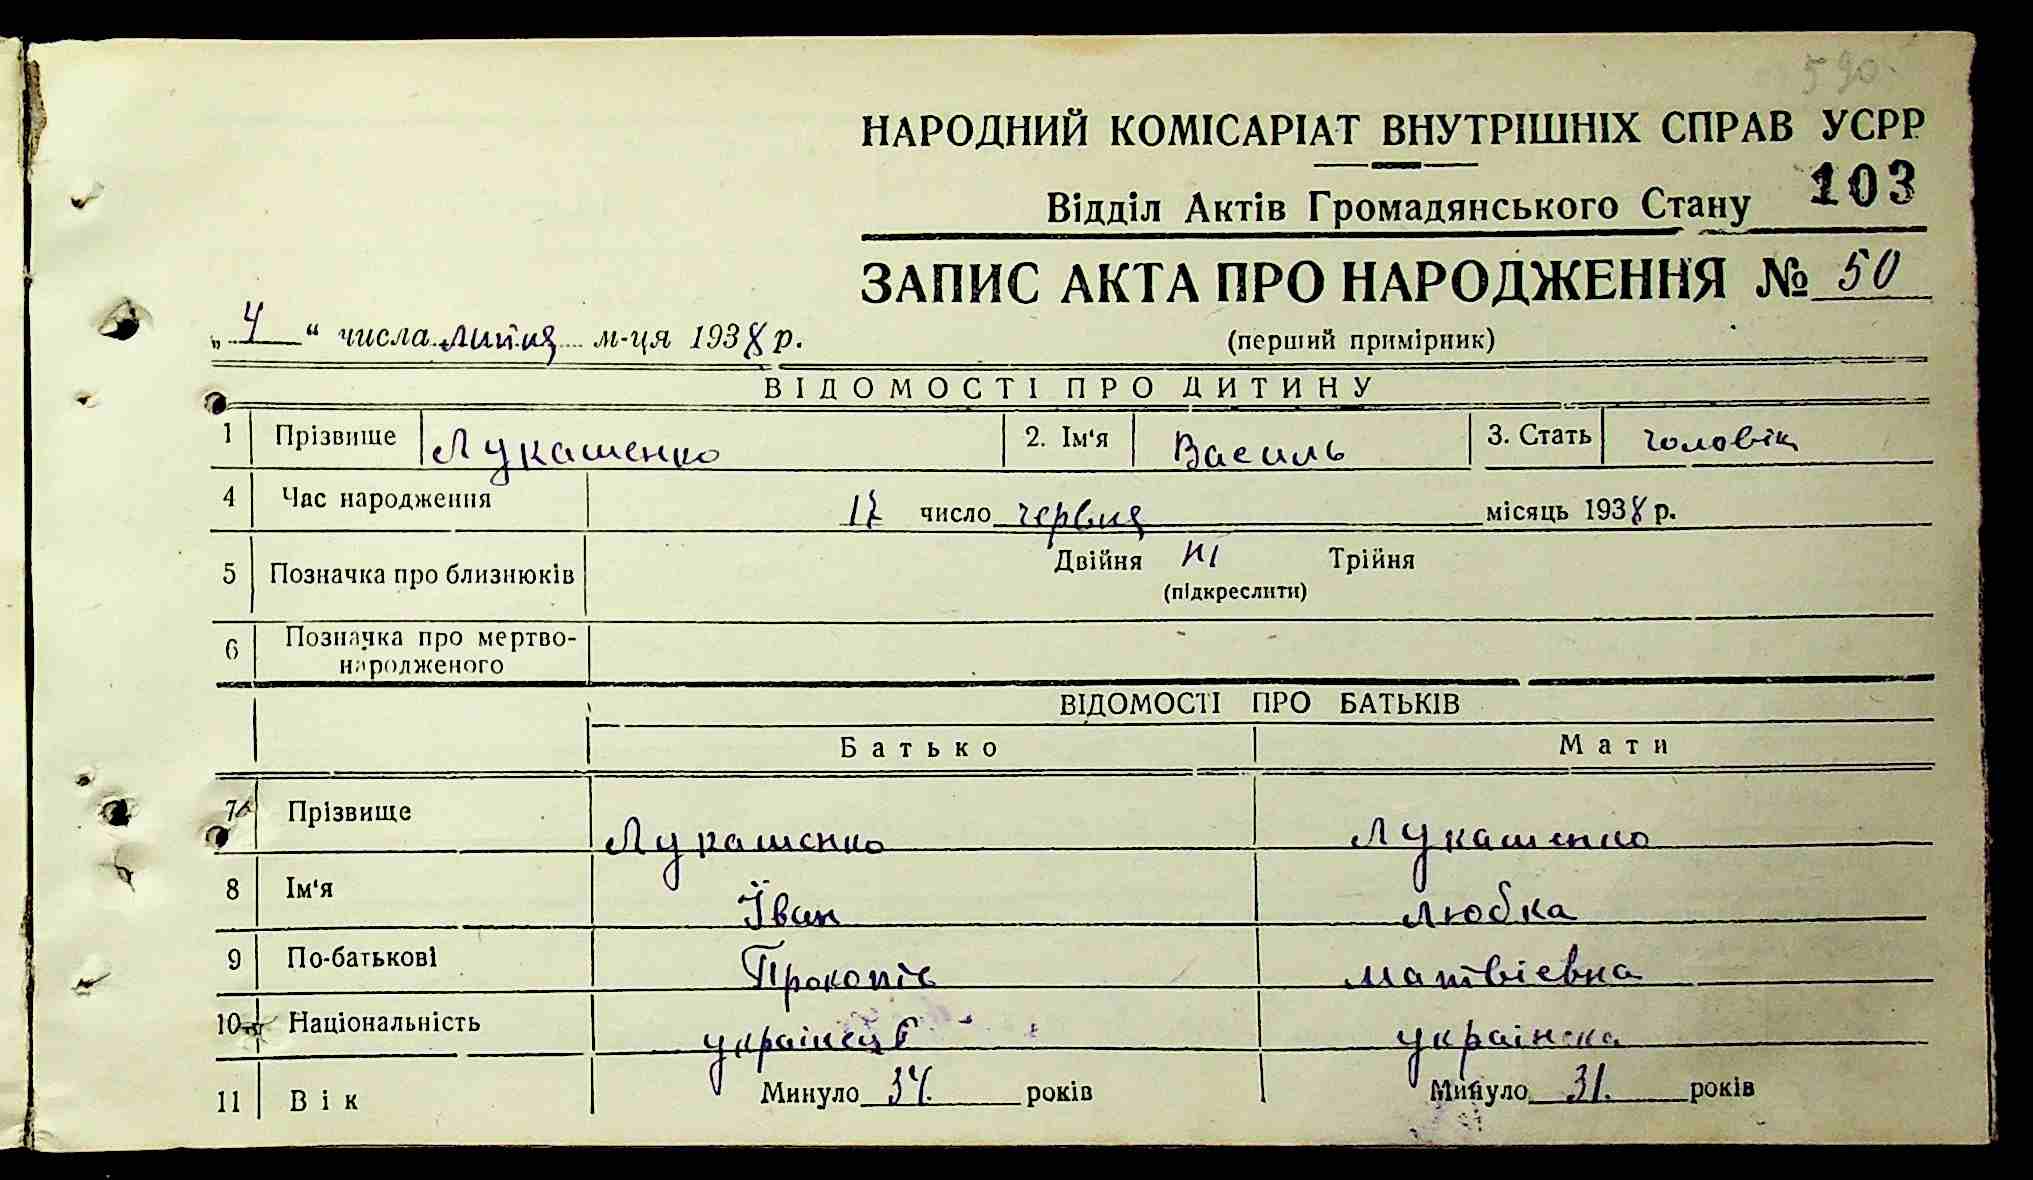 590.
НАРОДНИЙ КОМІСАРІАТ ВНУТРІШНІХ СПРАВ УСРР
Відділ Актів Громадянського Стану 103
ЗАПИС АКТА ПРО НАРОДЖЕННЯ № 50
„ 4 “ числа липня м-ця 1938 р.
(перший примірник)
ВІДОМОСТІ ПРО ДИТИНУ
1 Прізвище Лукашенко 2. Ім'я Василь 3. Стать чоловік
4 Час народження 17 число червня місяць 1938 р.
5 Позначка про близнюків Двійня ні Трійня
(підкреслити)
6 Позначка про мертво-
народженого
ВІДОМОСТІ ПРО БАТЬКІВ
Батько Мати
7 Прізвище Лукашенко Лукашенко
8 Ім'я Їван Любка
9 По-батькові Прокопів Матвієвна
10 Національність українець українка
11 Вік Минуло 34. років Минуло 31. років